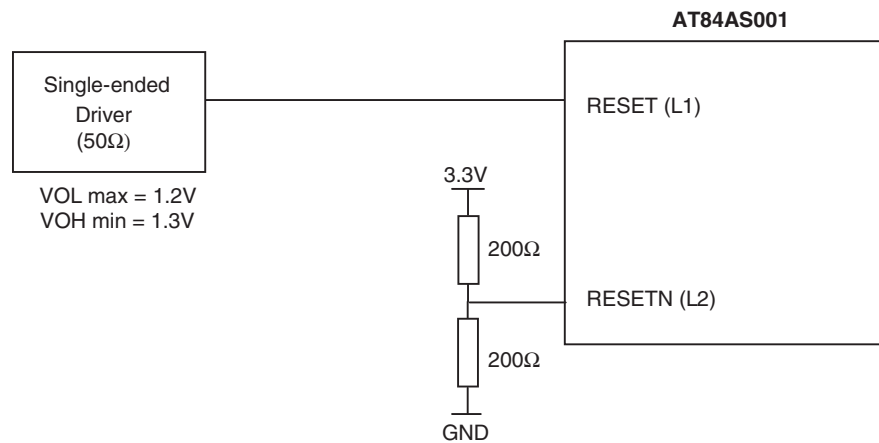 AT84AS001
Single-ended
Driver
(50Ω)
RESET (L1)
VOL max = 1.2V
VOH min = 1.3V
3.3V
200Ω
RESETN (L2)
200Ω
GND